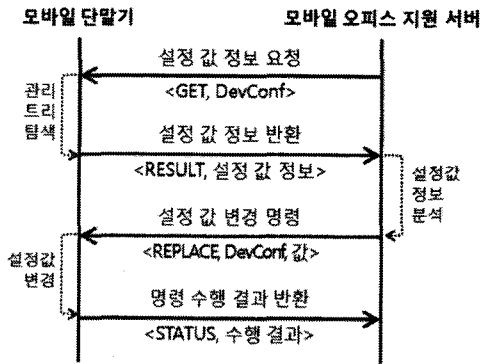 모바일 단말기
모바일 오피스 지원 서버
설정 값 정보 요청
<GET, DevConf>
관리
트리
탐색
설정 값 정보 반환
<RESULT, 설정 값 정보>
설정값
정보
분석
설정 값 변경 명령
<REPLACE, DevConf, 값>
설정값
변경
명령 수행 결과 반환
<STATUS, 수행 결과>